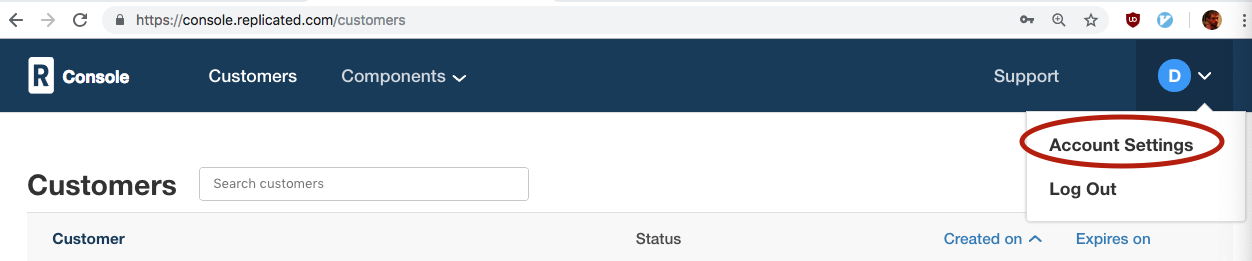 https://console.replicated.com/customers
R Console Customers Components Support D
Account Settings
Customers Search customers
Log Out
Customer Status Created on Expires on